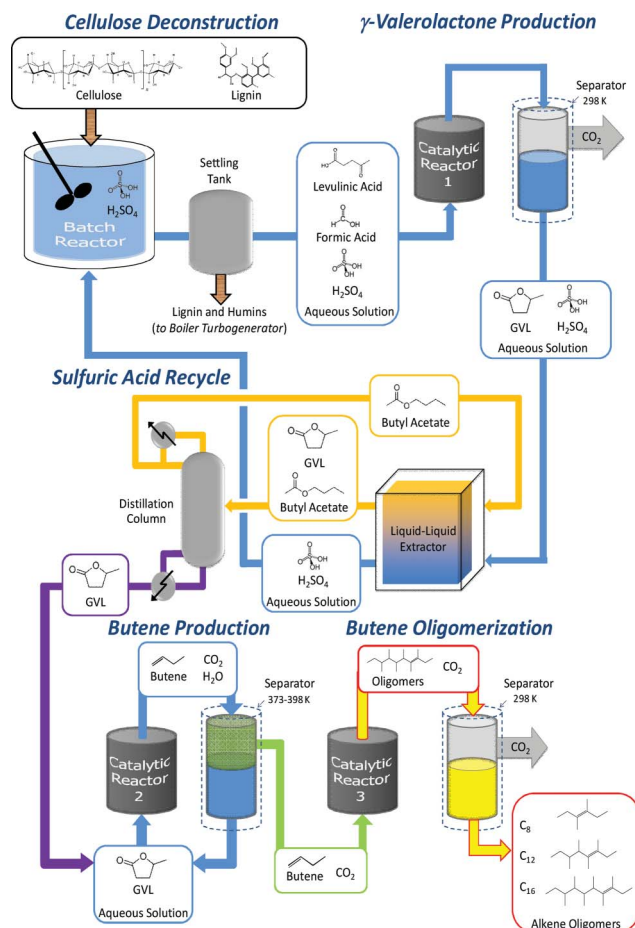 Cellulose Deconstruction
γ-Valerolactone Production
Cellulose
Lignin
Separator
298 K
CO2
Catalytic
Reactor
1
Settling
Tank
H2SO4
Batch
Reactor
Levulinic Acid
Formic Acid
H2SO4
Aqueous Solution
Lignin and Humins
(to Boiler Turbogenerator)
GVL
H2SO4
Aqueous Solution
Sulfuric Acid Recycle
Butyl Acetate
GVL
Butyl Acetate
Distillation
Column
Liquid-Liquid
Extractor
H2SO4
Aqueous Solution
GVL
Butene Production
Butene Oligomerization
Butene
CO2
H2O
Separator
373-398 K
Oligomers
CO2
Separator
298 K
CO2
Catalytic
Reactor
2
Catalytic
Reactor
3
GVL
Aqueous Solution
Butene
CO2
C8
C12
C16
Alkene Oligomers